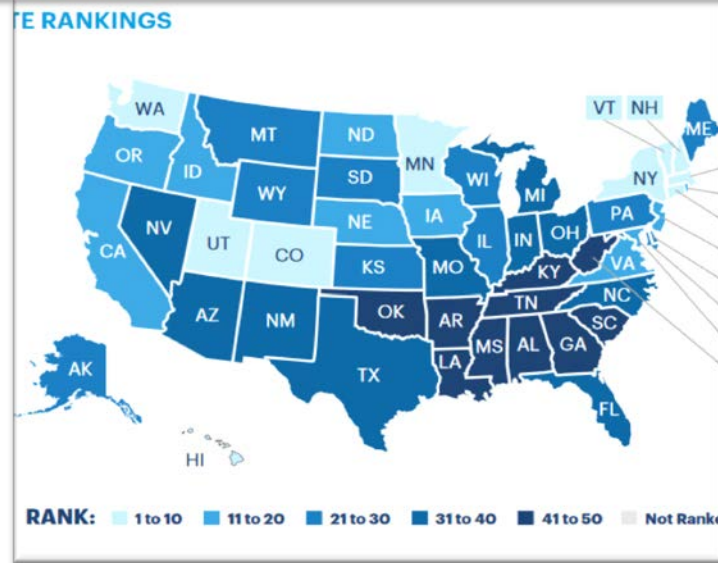 TE RANKINGS
WA
VT NH
ME
MT
ND
OR
ID
MN
NY
WI
SD
MI
WY
PA
IA
NE
NV
OH
IL
IN
UT
CO
VA
CA
KS
MO
KY
NC
TN
OK
AZ
NM
AR
SC
MS
AL
GA
LA
AK
TX
FL
HI
RANK: 1 to 10 11 to 20 21 to 30 31 to 40 41 to 50 Not Ranke